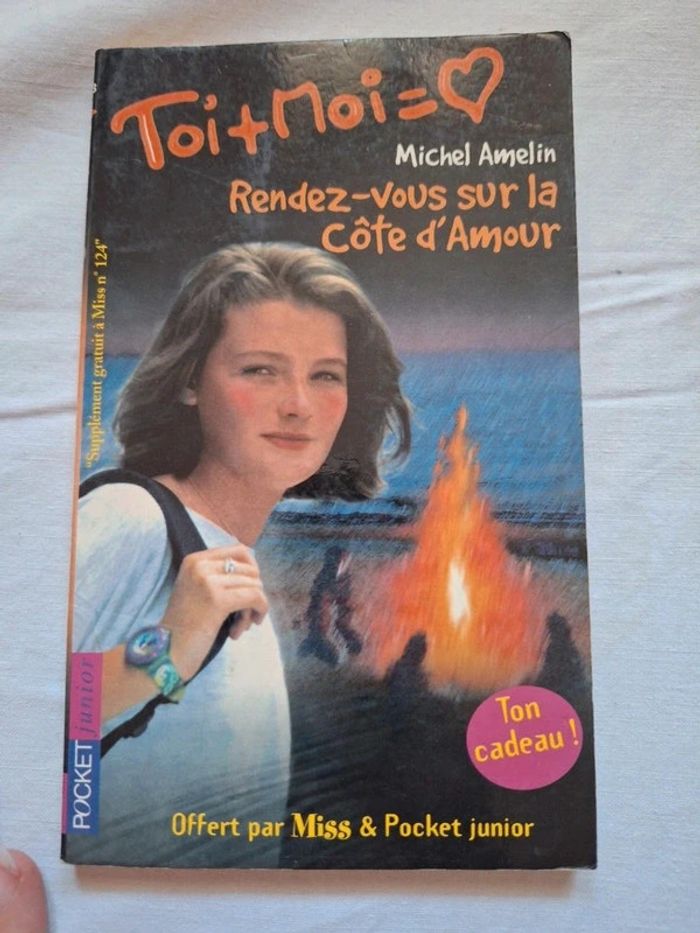 Toi+Moi=♡
Michel Amelin
Rendez-vous sur la
Côte d'Amour
"Supplément gratuit à Miss n° 124"
POCKET junior
Ton
cadeau !
Offert par Miss & Pocket junior